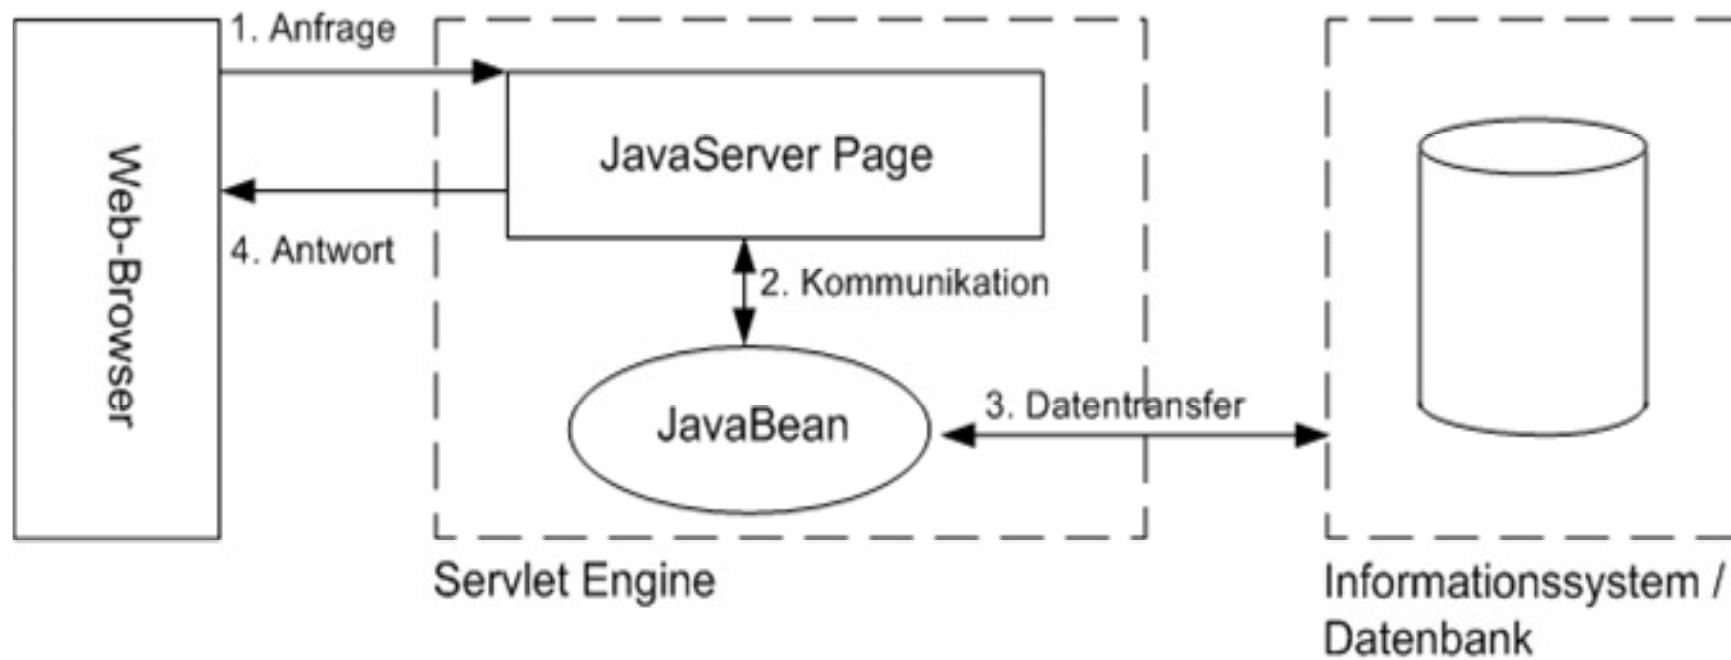 1. Anfrage
JavaServer Page
Web-Browser
4. Antwort
2. Kommunikation
3. Datentransfer
JavaBean
Servlet Engine
Informationssystem /
Datenbank